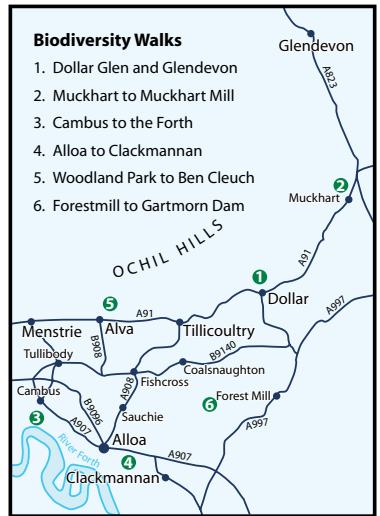 Biodiversity Walks
1. Dollar Glen and Glendevon
2. Muckhart to Muckhart Mill
3. Cambus to the Forth
4. Alloa to Clackmannan
5. Woodland Park to Ben Cleuch
6. Forestmill to Gartmorn Dam
Glendevon
A823
2
Muckhart
OCHIL HILLS
A91
1
Dollar
A997
5
A91
Menstrie
Alva
Tillicoultry
B908
B9140
Tullibody
Coalsnaughton
Fishcross
A908
Cambus
B9096
6
Forest Mill
Sauchie
3
A907
A997
River Forth
Alloa
4
A907
Clackmannan